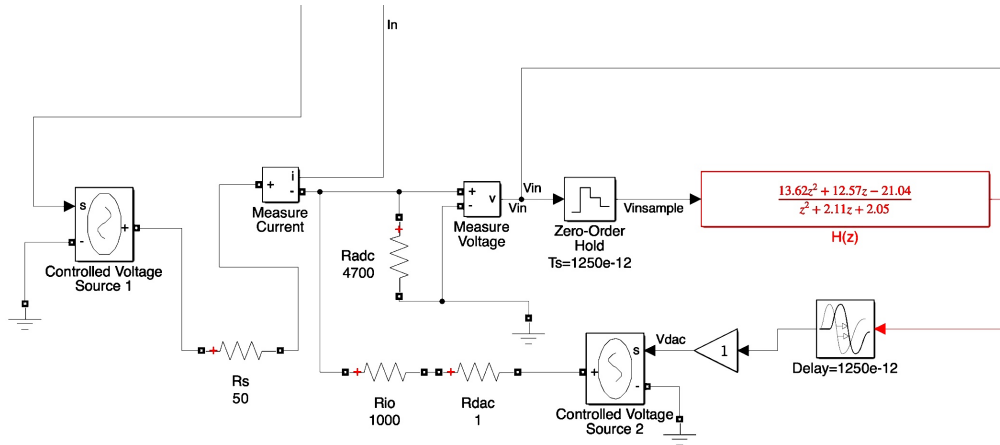 In
s
+
-
Controlled Voltage
Source 1
Rs
50
+
i
-
Measure
Current
Radc
4700
+
-
v
Measure
Voltage
Vin
Vin
Zero-Order
Hold
Ts=1250e-12
Vinsample
13.62z² + 12.57z − 21.04
z² + 2.11z + 2.05
H(z)
Delay=1250e-12
1
Vdac
s
+
-
Controlled Voltage
Source 2
Rio
1000
Rdac
1